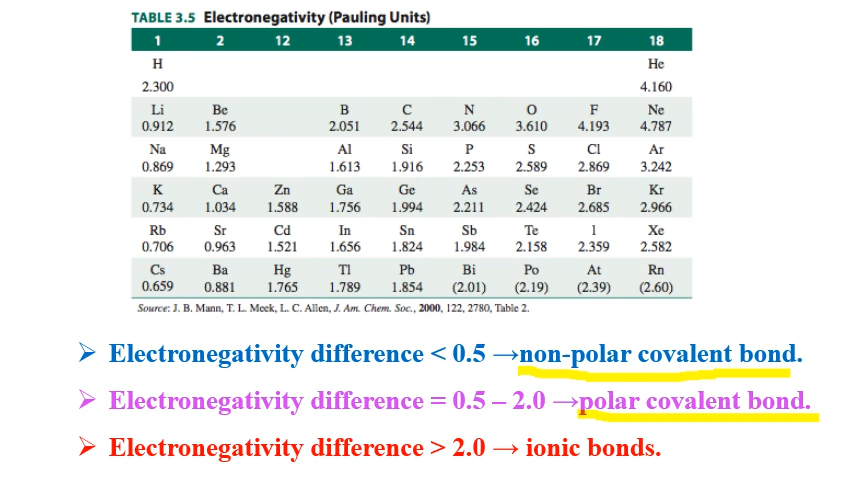 TABLE 3.5 Electronegativity (Pauling Units)
1 2 12 13 14 15 16 17 18
H He
2.300 4.160
Li Be B C N O F Ne
0.912 1.576 2.051 2.544 3.066 3.610 4.193 4.787
Na Mg Al Si P S Cl Ar
0.869 1.293 1.613 1.916 2.253 2.589 2.869 3.242
K Ca Zn Ga Ge As Se Br Kr
0.734 1.034 1.588 1.756 1.994 2.211 2.424 2.685 2.966
Rb Sr Cd In Sn Sb Te I Xe
0.706 0.963 1.521 1.656 1.824 1.984 2.158 2.359 2.582
Cs Ba Hg Tl Pb Bi Po At Rn
0.659 0.881 1.765 1.789 1.854 (2.01) (2.19) (2.39) (2.60)
Source: J. B. Mann, T. L. Meek, L. C. Allen, J. Am. Chem. Soc., 2000, 122, 2780, Table 2.
➢ Electronegativity difference < 0.5 →non-polar covalent bond.
➢ Electronegativity difference = 0.5 – 2.0 →polar covalent bond.
➢ Electronegativity difference > 2.0 → ionic bonds.